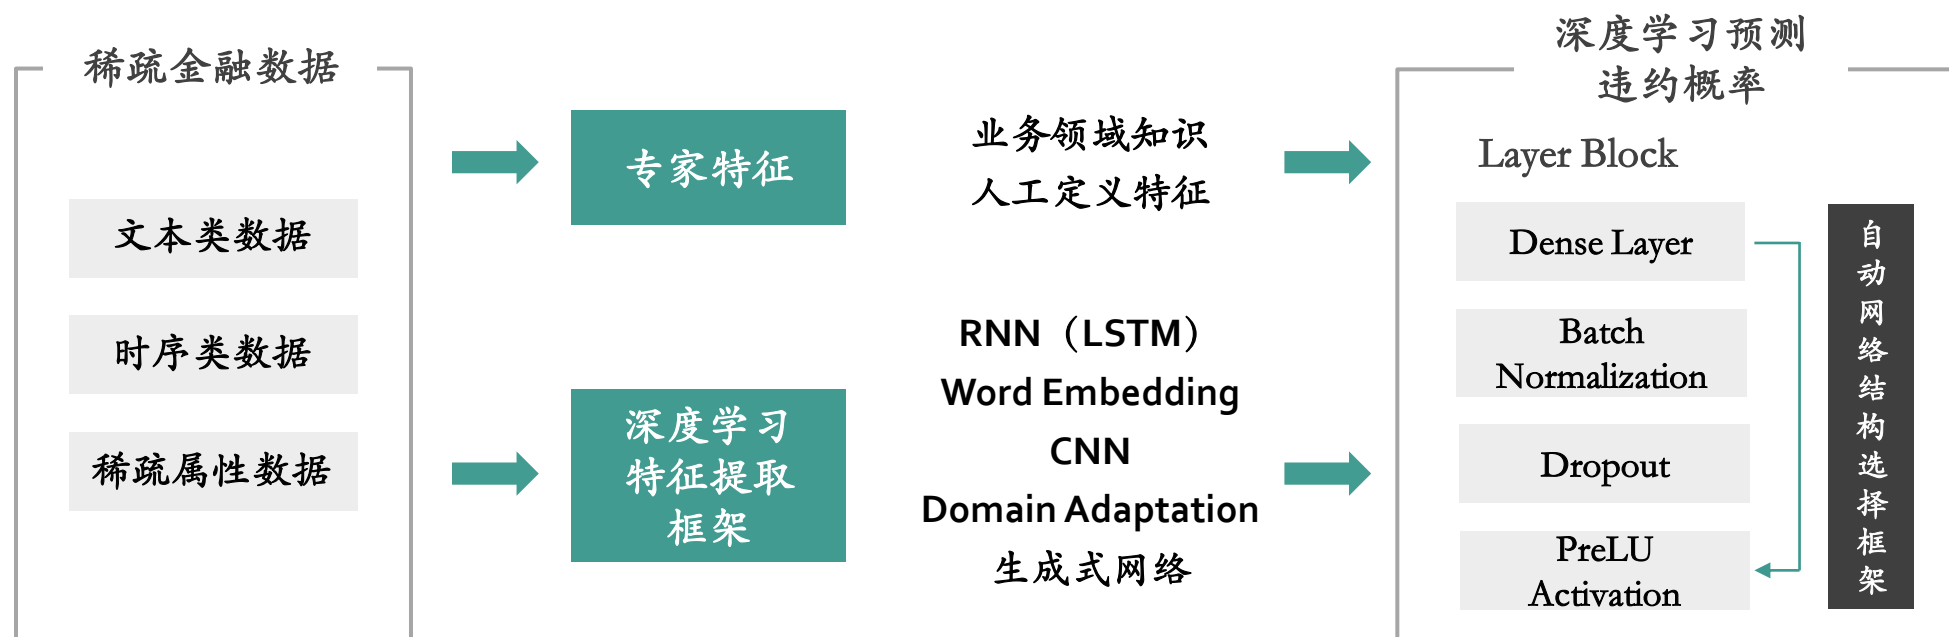 稀疏金融数据
文本类数据
时序类数据
稀疏属性数据
专家特征
业务领域知识
人工定义特征
深度学习
特征提取
框架
RNN（LSTM）
Word Embedding
CNN
Domain Adaptation
生成式网络
深度学习预测
违约概率
Layer Block
Dense Layer
Batch
Normalization
Dropout
PreLU
Activation
自动网络结构选择框架